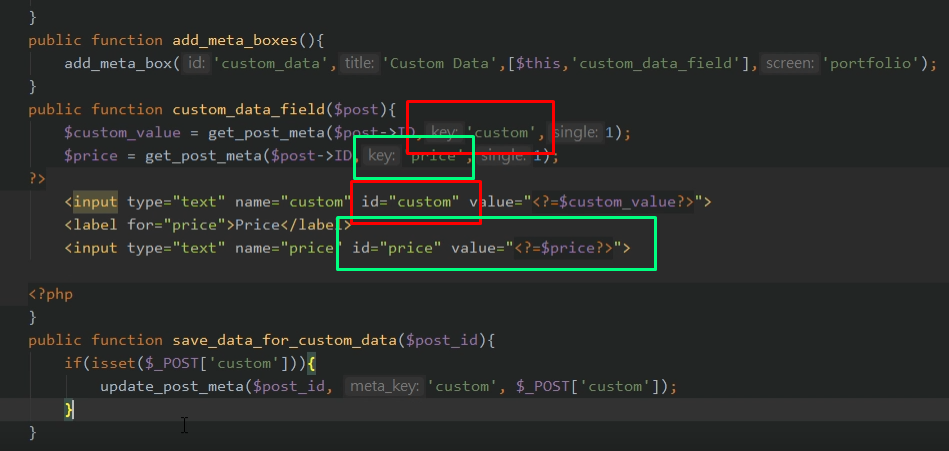 }
public function add_meta_boxes(){
add_meta_box( id: 'custom_data', title: 'Custom Data',[$this,'custom_data_field'], screen: 'portfolio');
}
public function custom_data_field($post){
$custom_value = get_post_meta($post->ID, key: 'custom', single: 1);
$price = get_post_meta($post->ID, key: 'price', single: 1);
?>
<input type="text" name="custom" id="custom" value="<?=$custom_value?>">
<label for="price">Price</label>
<input type="text" name="price" id="price" value="<?=$price?>">
<?php
}
public function save_data_for_custom_data($post_id){
if(isset($_POST['custom'])){
update_post_meta($post_id, meta_key: 'custom', $_POST['custom']);
}
}